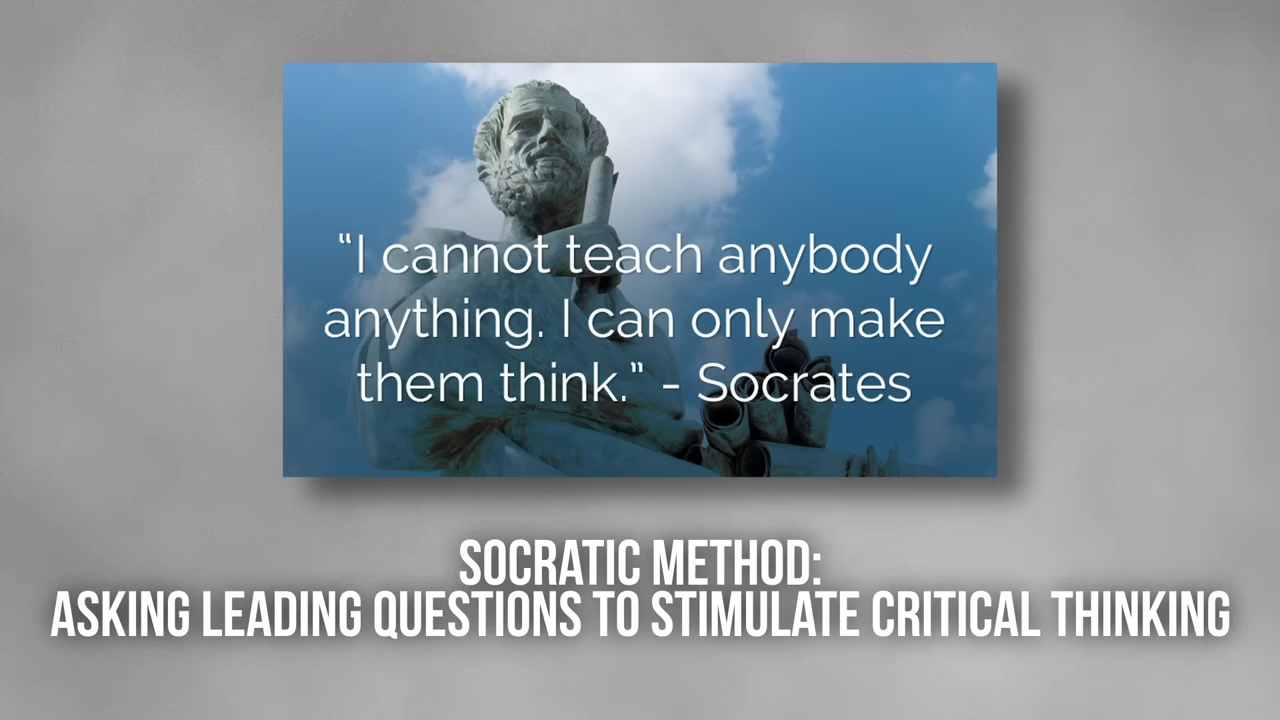 “I cannot teach anybody
anything. I can only make
them think.” - Socrates
SOCRATIC METHOD:
ASKING LEADING QUESTIONS TO STIMULATE CRITICAL THINKING